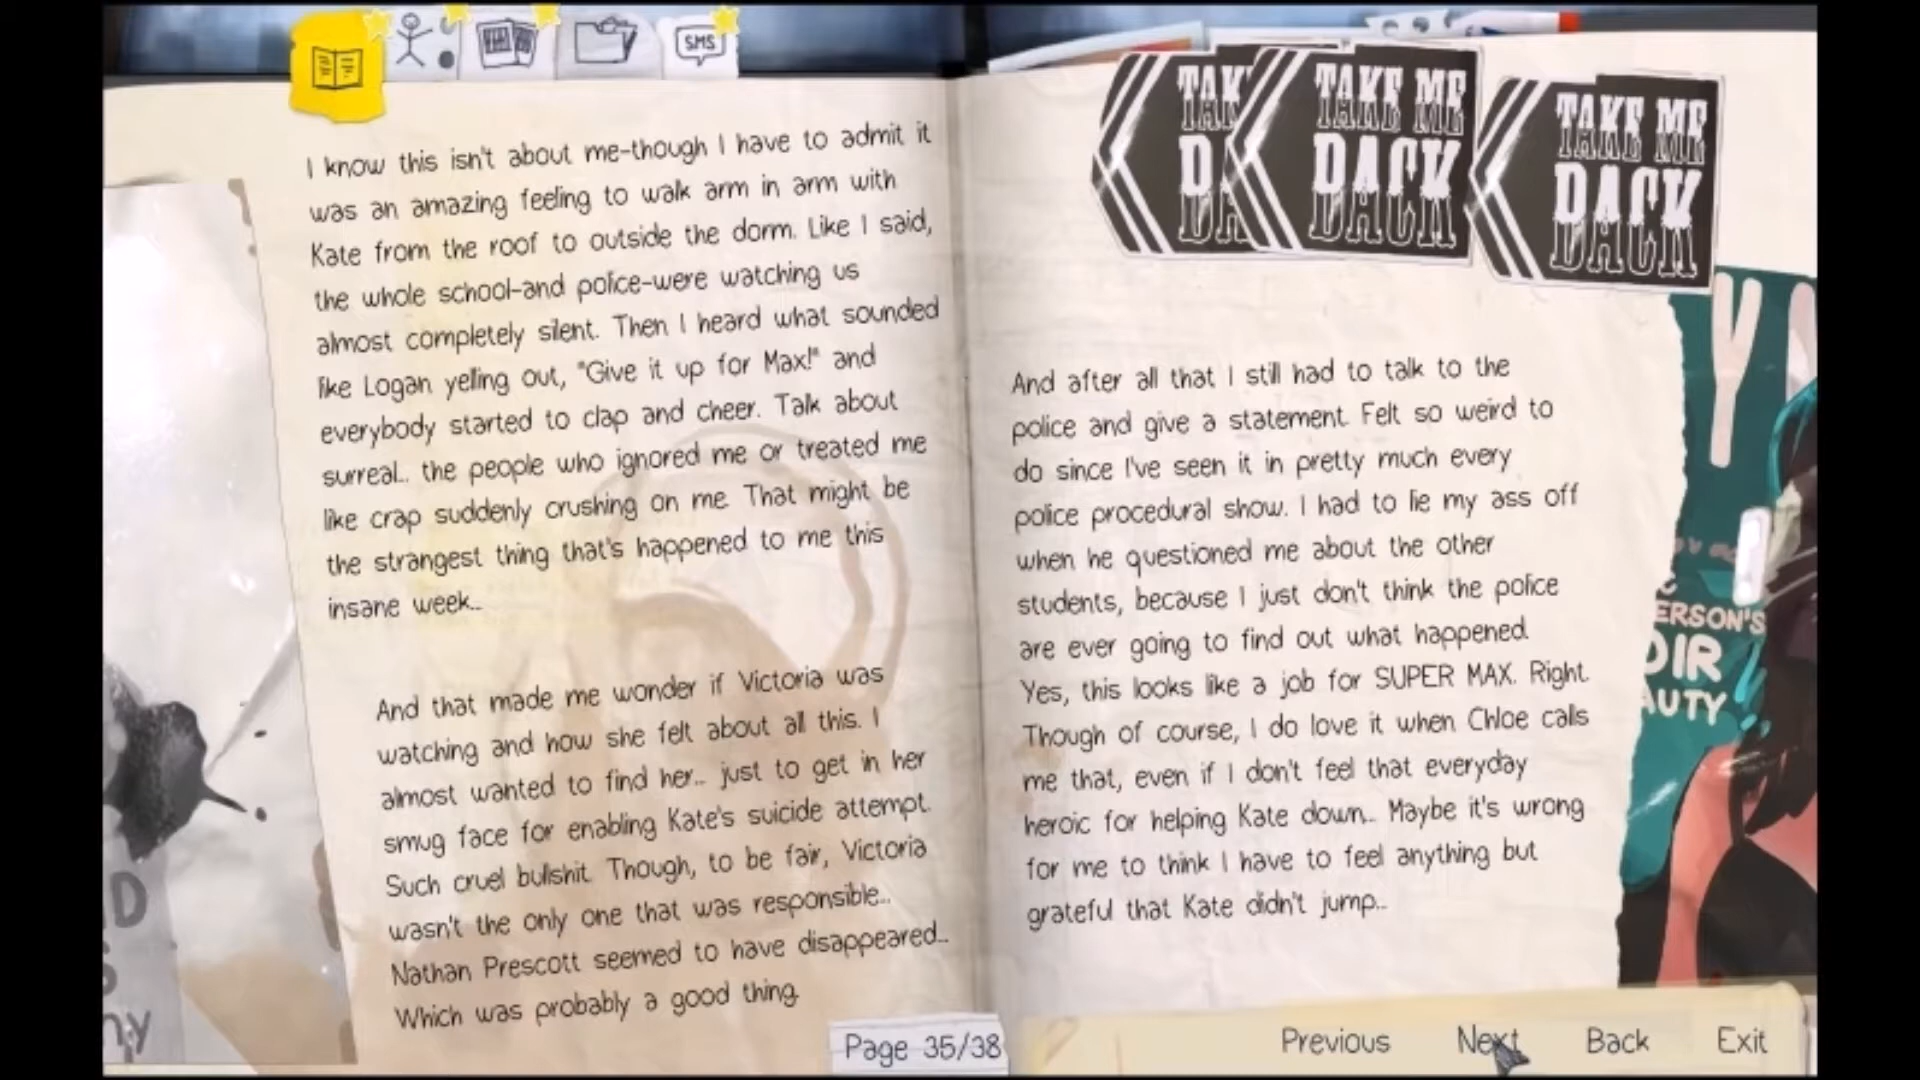 SMS
I know this isn't about me-though I have to admit it
was an amazing feeling to walk arm in arm with
Kate from the roof to outside the dorm. Like I said,
the whole school-and police-were watching us
almost completely silent. Then I heard what sounded
like Logan yelling out, "Give it up for Max!" and
everybody started to clap and cheer. Talk about
surreal... the people who ignored me or treated me
like crap suddenly crushing on me. That might be
the strangest thing that's happened to me this
insane week...
And that made me wonder if Victoria was
watching and how she felt about all this. I
almost wanted to find her... just to get in her
smug face for enabling Kate's suicide attempt.
Such cruel bullshit. Though, to be fair, Victoria
wasn't the only one that was responsible...
Nathan Prescott seemed to have disappeared...
Which was probably a good thing.
TAK
DA
TAKE ME
DACK
TAKE ME
DACK
And after all that I still had to talk to the
police and give a statement. Felt so weird to
do since I've seen it in pretty much every
police procedural show. I had to lie my ass off
when he questioned me about the other
students, because I just don't think the police
are ever going to find out what happened.
Yes, this looks like a job for SUPER MAX. Right.
Though of course, I do love it when Chloe calls
me that, even if I don't feel that everyday
heroic for helping Kate down... Maybe it's wrong
for me to think I have to feel anything but
grateful that Kate didn't jump...
ERSON'S
OIR
AUTY
Page 35/38
Previous Next Back Exit